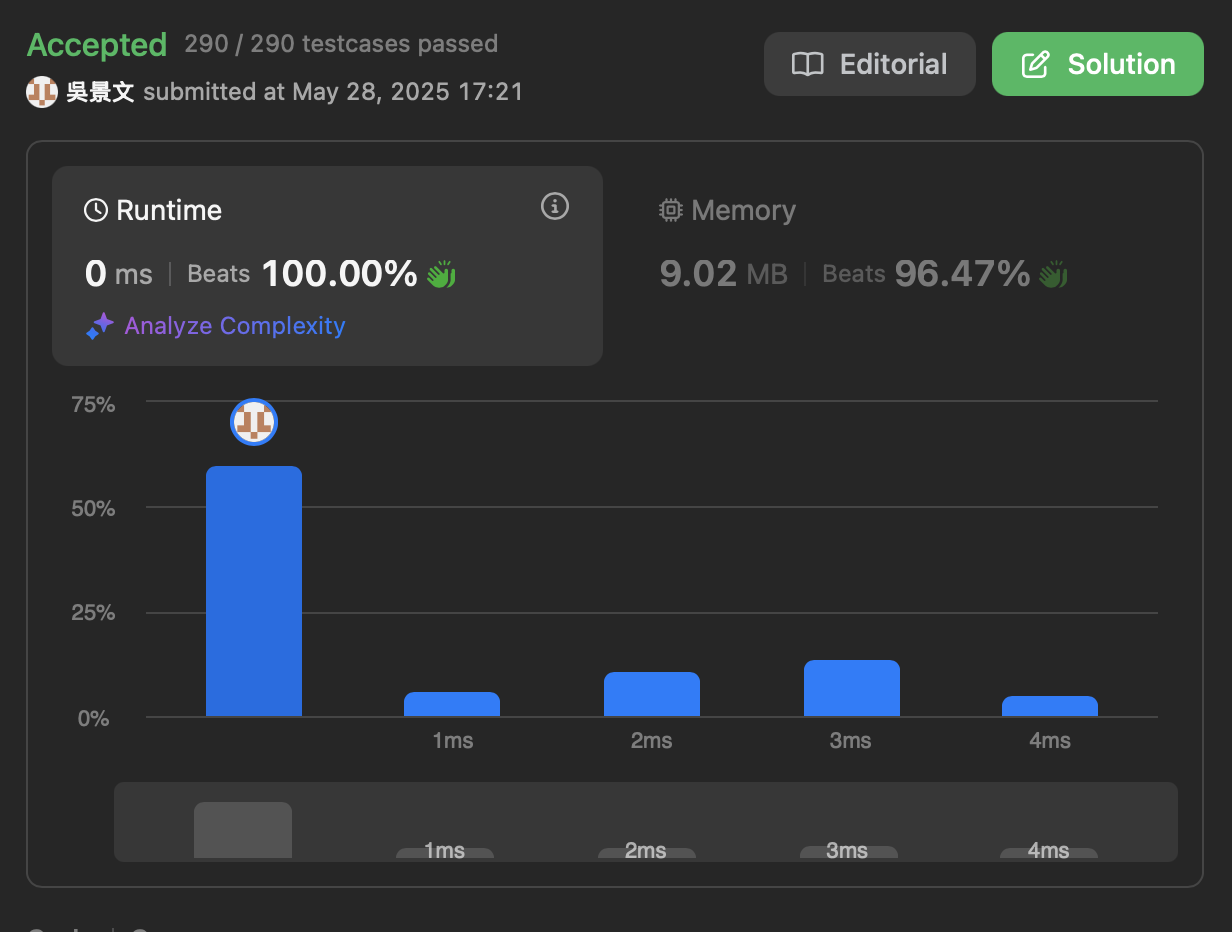 Accepted 290 / 290 testcases passed
Editorial
Solution
吳景文 submitted at May 28, 2025 17:21
Runtime
0 ms | Beats 100.00%
Analyze Complexity
Memory
9.02 MB | Beats 96.47%
75%
50%
25%
0%
1ms 2ms 3ms 4ms
1ms 2ms 3ms 4ms